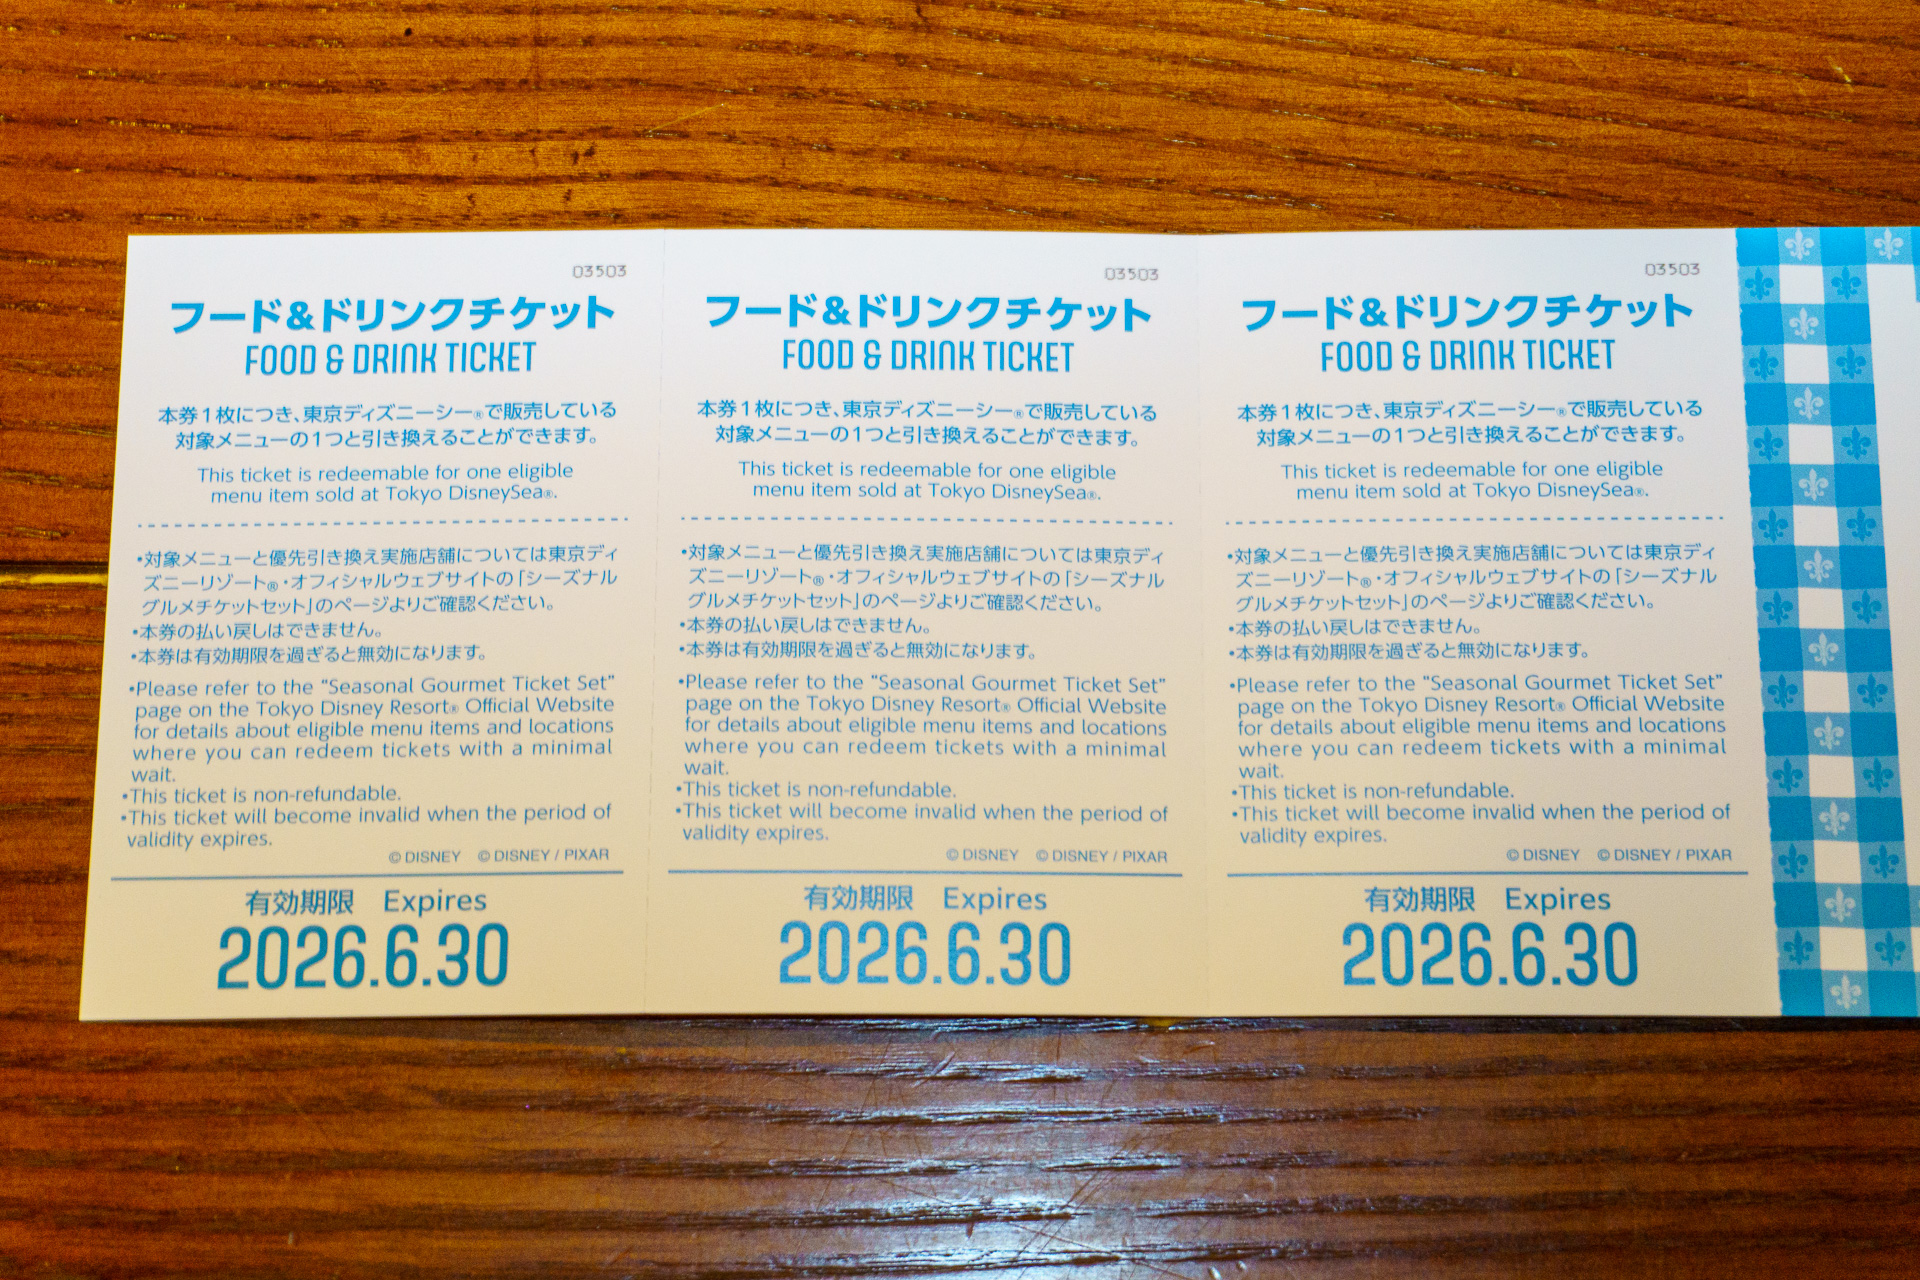 03503
フード&ドリンクチケット
FOOD & DRINK TICKET
本券1枚につき、東京ディズニーシー®で販売している
対象メニューの1つと引き換えることができます。
This ticket is redeemable for one eligible
menu item sold at Tokyo DisneySea®.
•対象メニューと優先引き換え実施店舗については東京ディ
ズニーリゾート®・オフィシャルウェブサイトの「シーズナル
グルメチケットセット」のページよりご確認ください。
•本券の払い戻しはできません。
•本券は有効期限を過ぎると無効になります。
•Please refer to the "Seasonal Gourmet Ticket Set"
page on the Tokyo Disney Resort® Official Website
for details about eligible menu items and locations
where you can redeem tickets with a minimal
wait.
•This ticket is non-refundable.
•This ticket will become invalid when the period of
validity expires.
© DISNEY © DISNEY / PIXAR
有効期限 Expires
2026.6.30
03503
フード&ドリンクチケット
FOOD & DRINK TICKET
本券1枚につき、東京ディズニーシー®で販売している
対象メニューの1つと引き換えることができます。
This ticket is redeemable for one eligible
menu item sold at Tokyo DisneySea®.
•対象メニューと優先引き換え実施店舗については東京ディ
ズニーリゾート®・オフィシャルウェブサイトの「シーズナル
グルメチケットセット」のページよりご確認ください。
•本券の払い戻しはできません。
•本券は有効期限を過ぎると無効になります。
•Please refer to the "Seasonal Gourmet Ticket Set"
page on the Tokyo Disney Resort® Official Website
for details about eligible menu items and locations
where you can redeem tickets with a minimal
wait.
•This ticket is non-refundable.
•This ticket will become invalid when the period of
validity expires.
© DISNEY © DISNEY / PIXAR
有効期限 Expires
2026.6.30
03503
フード&ドリンクチケット
FOOD & DRINK TICKET
本券1枚につき、東京ディズニーシー®で販売している
対象メニューの1つと引き換えることができます。
This ticket is redeemable for one eligible
menu item sold at Tokyo DisneySea®.
•対象メニューと優先引き換え実施店舗については東京ディ
ズニーリゾート®・オフィシャルウェブサイトの「シーズナル
グルメチケットセット」のページよりご確認ください。
•本券の払い戻しはできません。
•本券は有効期限を過ぎると無効になります。
•Please refer to the "Seasonal Gourmet Ticket Set"
page on the Tokyo Disney Resort® Official Website
for details about eligible menu items and locations
where you can redeem tickets with a minimal
wait.
•This ticket is non-refundable.
•This ticket will become invalid when the period of
validity expires.
© DISNEY © DISNEY / PIXAR
有効期限 Expires
2026.6.30